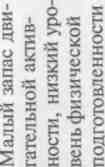 Малый запас дви-
гательной актив-
ности, низкий уро-
вень физической
подготовленности